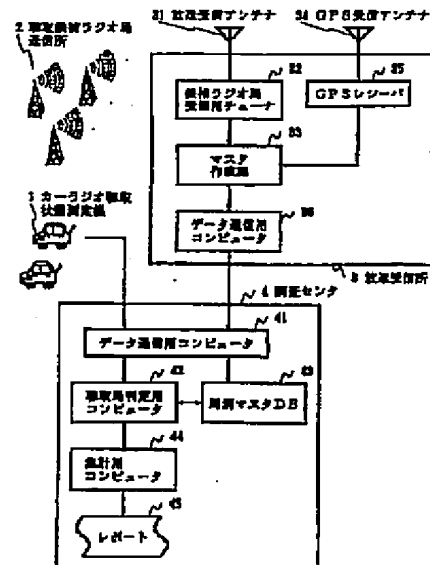 31 放送受信アンテナ
34 GPS受信アンテナ
2 聴取候補ラジオ局
送信所
32
候補ラジオ局
受信用チューナ
35
GPSレシーバ
33
マスタ
作成機
1 カーラジオ聴取
状態測定機
36
データ通信用
コンピュータ
3 放送受信所
4 調査センタ
41
データ通信用コンピュータ
42
聴取局判定用
コンピュータ
43
マスタDB
44
集計用
コンピュータ
45
レポート